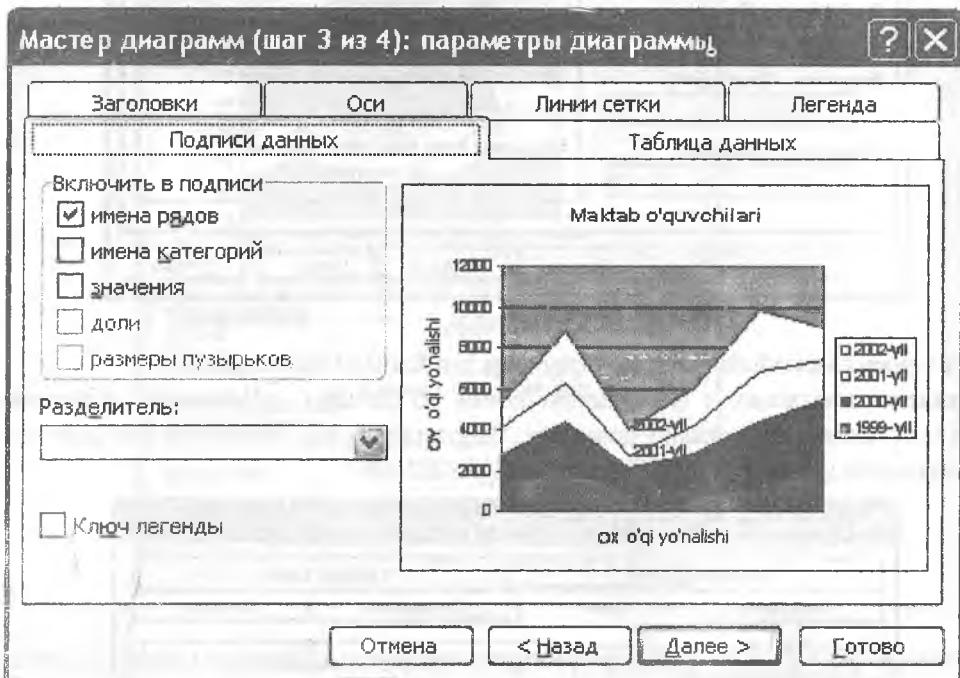 Мастер диаграмм (шаг 3 из 4): параметры диаграммы
Заголовки Оси Линии сетки Легенда
Подписи данных Таблица данных
Включить в подписи
имена рядов
имена категорий
значения
доли
размеры пузырьков
Разделитель:
Ключ легенды
Maktab o'quvchilari
12000
10000
8000
6000
4000
2000
0
OY o'qi yo'nalishi
2002-yil
2001-yil
OX o'qi yo'nalishi
2002-yil
2001-yil
2000-yil
1999-yil
Отмена < Назад Далее > Готово